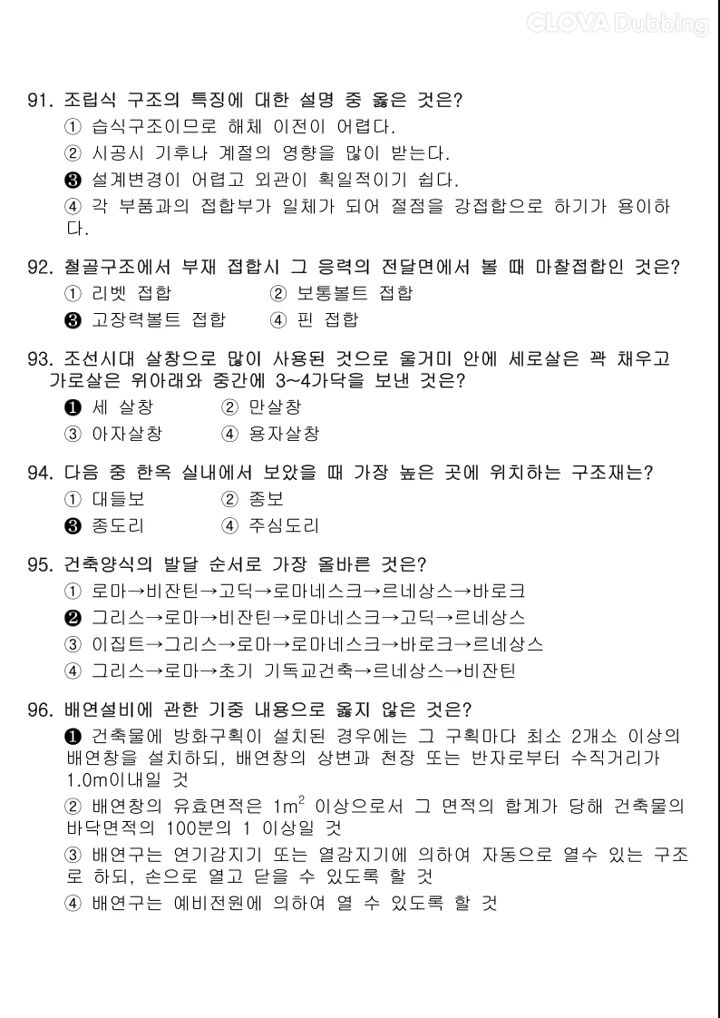 CLOVA Dubbing
91. 조립식 구조의 특징에 대한 설명 중 옳은 것은?
① 습식구조이므로 해체 이전이 어렵다.
② 시공시 기후나 계절의 영향을 많이 받는다.
❸ 설계변경이 어렵고 외관이 획일적이기 쉽다.
④ 각 부품과의 접합부가 일체가 되어 절점을 강접합으로 하기가 용이하
다.
92. 철골구조에서 부재 접합시 그 응력의 전달면에서 볼 때 마찰접합인 것은?
① 리벳 접합 ② 보통볼트 접합
❸ 고장력볼트 접합 ④ 핀 접합
93. 조선시대 살창으로 많이 사용된 것으로 울거미 안에 세로살은 꽉 채우고
가로살은 위아래와 중간에 3~4가닥을 보낸 것은?
❶ 세 살창 ② 만살창
③ 아자살창 ④ 용자살창
94. 다음 중 한옥 실내에서 보았을 때 가장 높은 곳에 위치하는 구조재는?
① 대들보 ② 종보
❸ 종도리 ④ 주심도리
95. 건축양식의 발달 순서로 가장 올바른 것은?
① 로마→비잔틴→고딕→로마네스크→르네상스→바로크
❷ 그리스→로마→비잔틴→로마네스크→고딕→르네상스
③ 이집트→그리스→로마→로마네스크→바로크→르네상스
④ 그리스→로마→초기 기독교건축→르네상스→비잔틴
96. 배연설비에 관한 기중 내용으로 옳지 않은 것은?
❶ 건축물에 방화구획이 설치된 경우에는 그 구획마다 최소 2개소 이상의
배연창을 설치하되, 배연창의 상변과 천장 또는 반자로부터 수직거리가
1.0m이내일 것
② 배연창의 유효면적은 1m² 이상으로서 그 면적의 합계가 당해 건축물의
바닥면적의 100분의 1 이상일 것
③ 배연구는 연기감지기 또는 열감지기에 의하여 자동으로 열수 있는 구조
로 하되, 손으로 열고 닫을 수 있도록 할 것
④ 배연구는 예비전원에 의하여 열 수 있도록 할 것